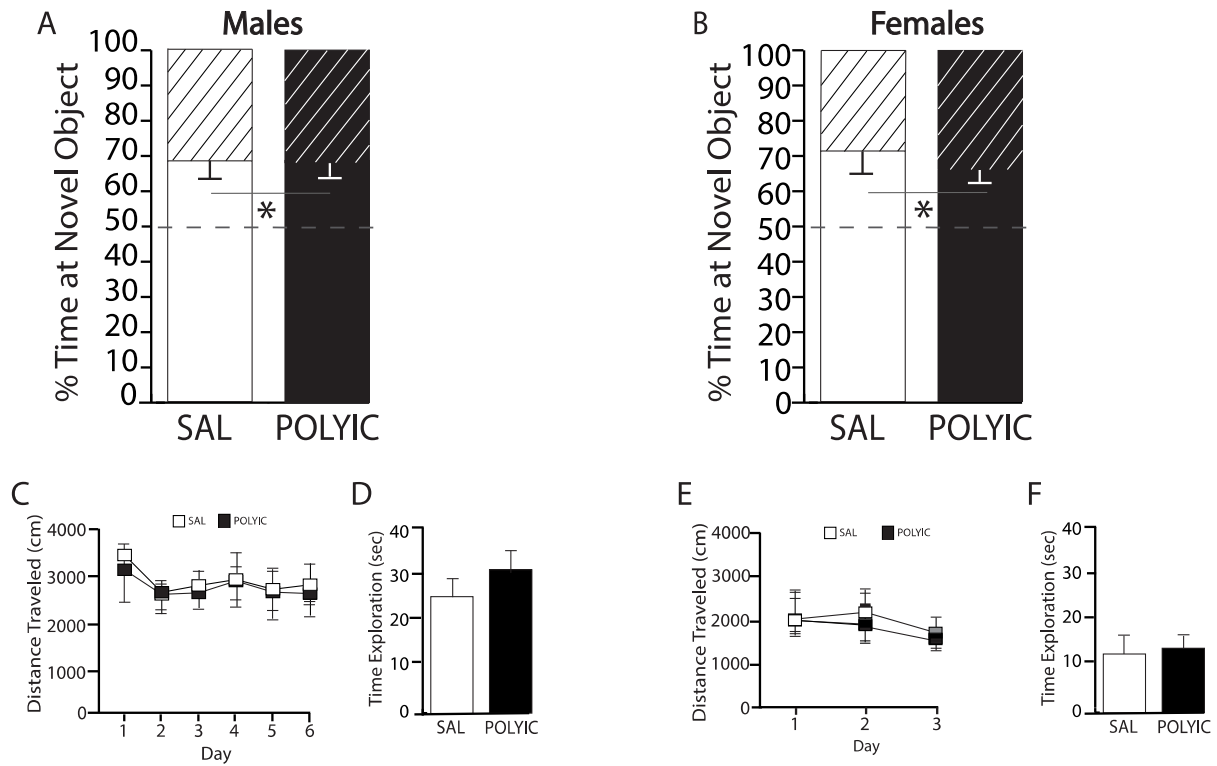 A
Males
% Time at Novel Object
100
90
80
70
60
50
40
30
20
10
0
*
SAL POLYIC
B
Females
% Time at Novel Object
100
90
80
70
60
50
40
30
20
10
0
*
SAL POLYIC
C
Distance Traveled (cm)
SAL POLYIC
4000
3000
2000
1000
0
1 2 3 4 5 6
Day
D
Time Exploration (sec)
40
30
20
10
0
SAL POLYIC
E
Distance Traveled (cm)
SAL POLYIC
4000
3000
2000
1000
0
1 2 3
Day
F
Time Exploration (sec)
40
30
20
10
0
SAL POLYIC